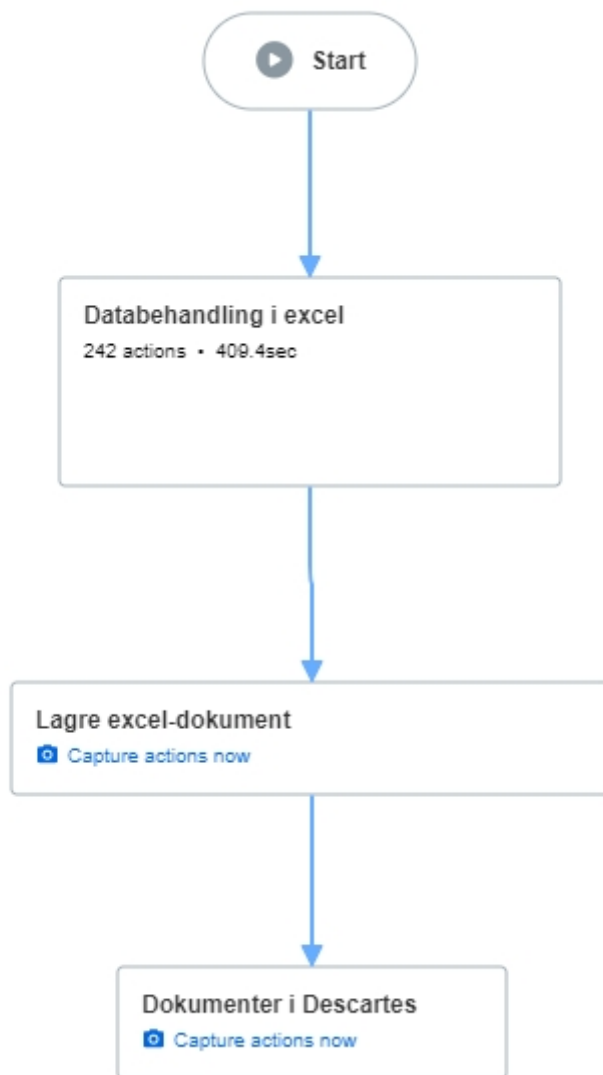 Start
Databehandling i excel
242 actions • 409.4sec
Lagre excel-dokument
Capture actions now
Dokumenter i Descartes
Capture actions now